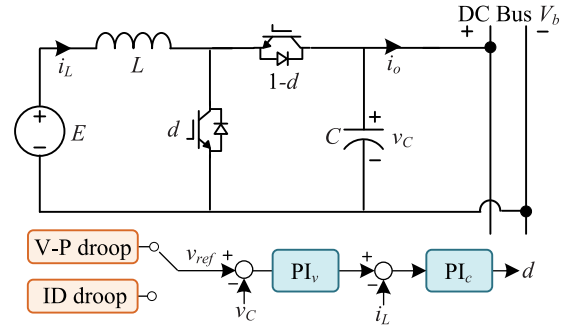 DC Bus V_b
+ −
i_L
L
1-d
i_o
+
E
−
d
C
+
v_C
−
V-P droop
ID droop
v_ref
+
−
v_C
PI_v
+
−
i_L
PI_c
d